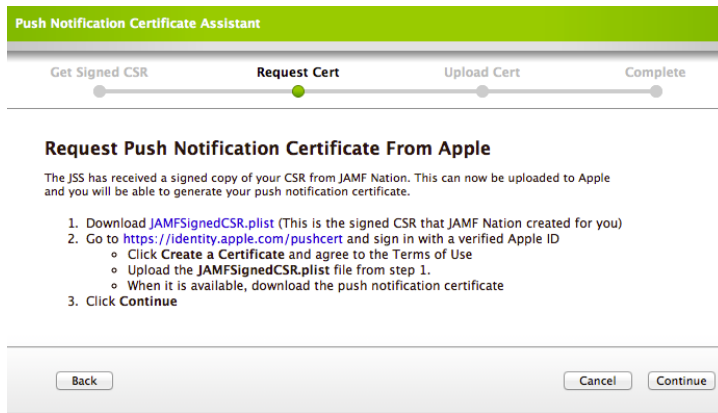 Push Notification Certificate Assistant
Get Signed CSR Request Cert Upload Cert Complete
Request Push Notification Certificate From Apple
The JSS has received a signed copy of your CSR from JAMF Nation. This can now be uploaded to Apple
and you will be able to generate your push notification certificate.
1. Download JAMFSignedCSR.plist (This is the signed CSR that JAMF Nation created for you)
2. Go to https://identity.apple.com/pushcert and sign in with a verified Apple ID
Click Create a Certificate and agree to the Terms of Use
Upload the JAMFSignedCSR.plist file from step 1.
When it is available, download the push notification certificate
3. Click Continue
Back Cancel Continue